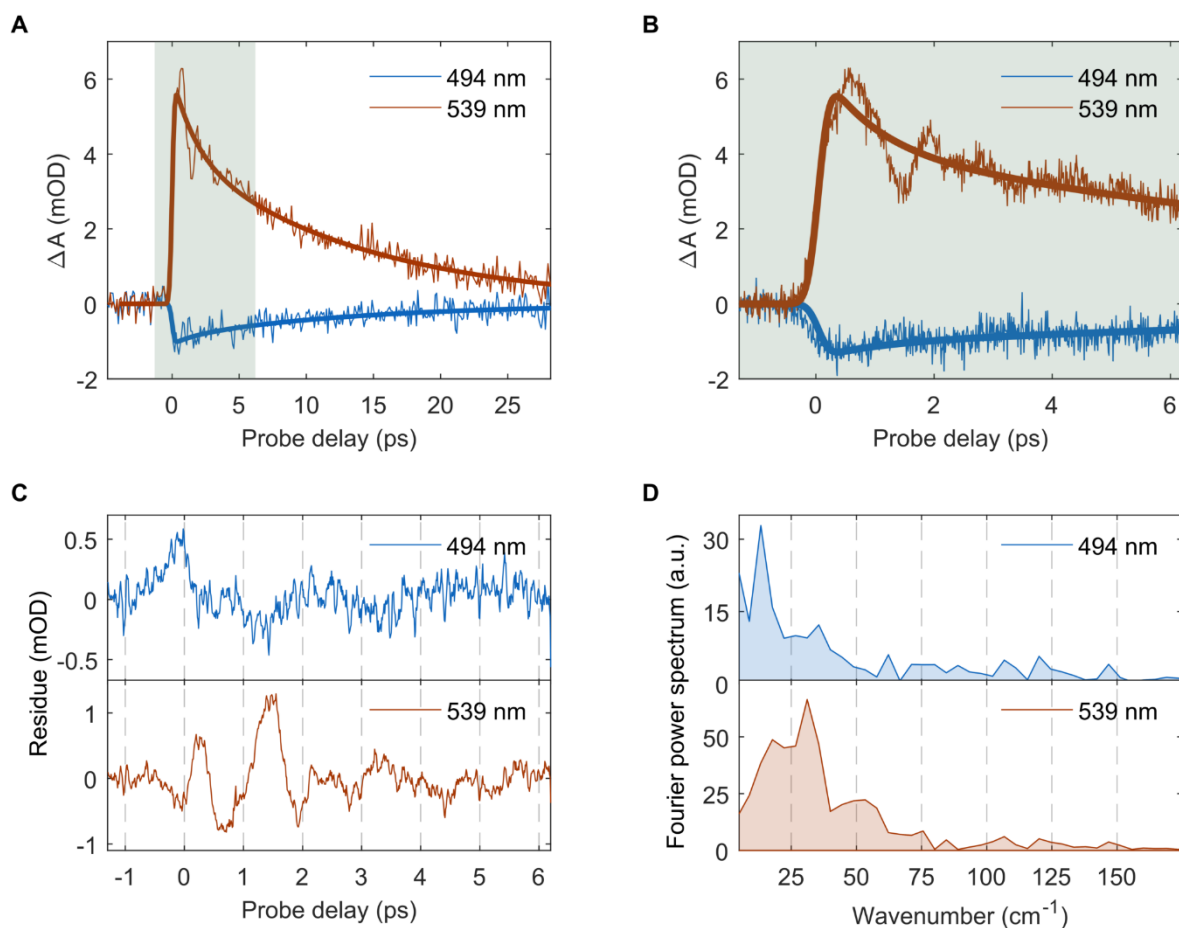 A
B
6
4
2
0
-2
ΔA (mOD)
494 nm
539 nm
0
5
10
15
20
25
Probe delay (ps)
6
4
2
0
-2
ΔA (mOD)
494 nm
539 nm
0
2
4
6
Probe delay (ps)
C
D
Residue (mOD)
0.5
0
-0.5
494 nm
1
0
-1
539 nm
-1
0
1
2
3
4
5
6
Probe delay (ps)
Fourier power spectrum (a.u.)
30
15
0
494 nm
50
25
0
539 nm
25
50
75
100
125
150
Wavenumber (cm⁻¹)